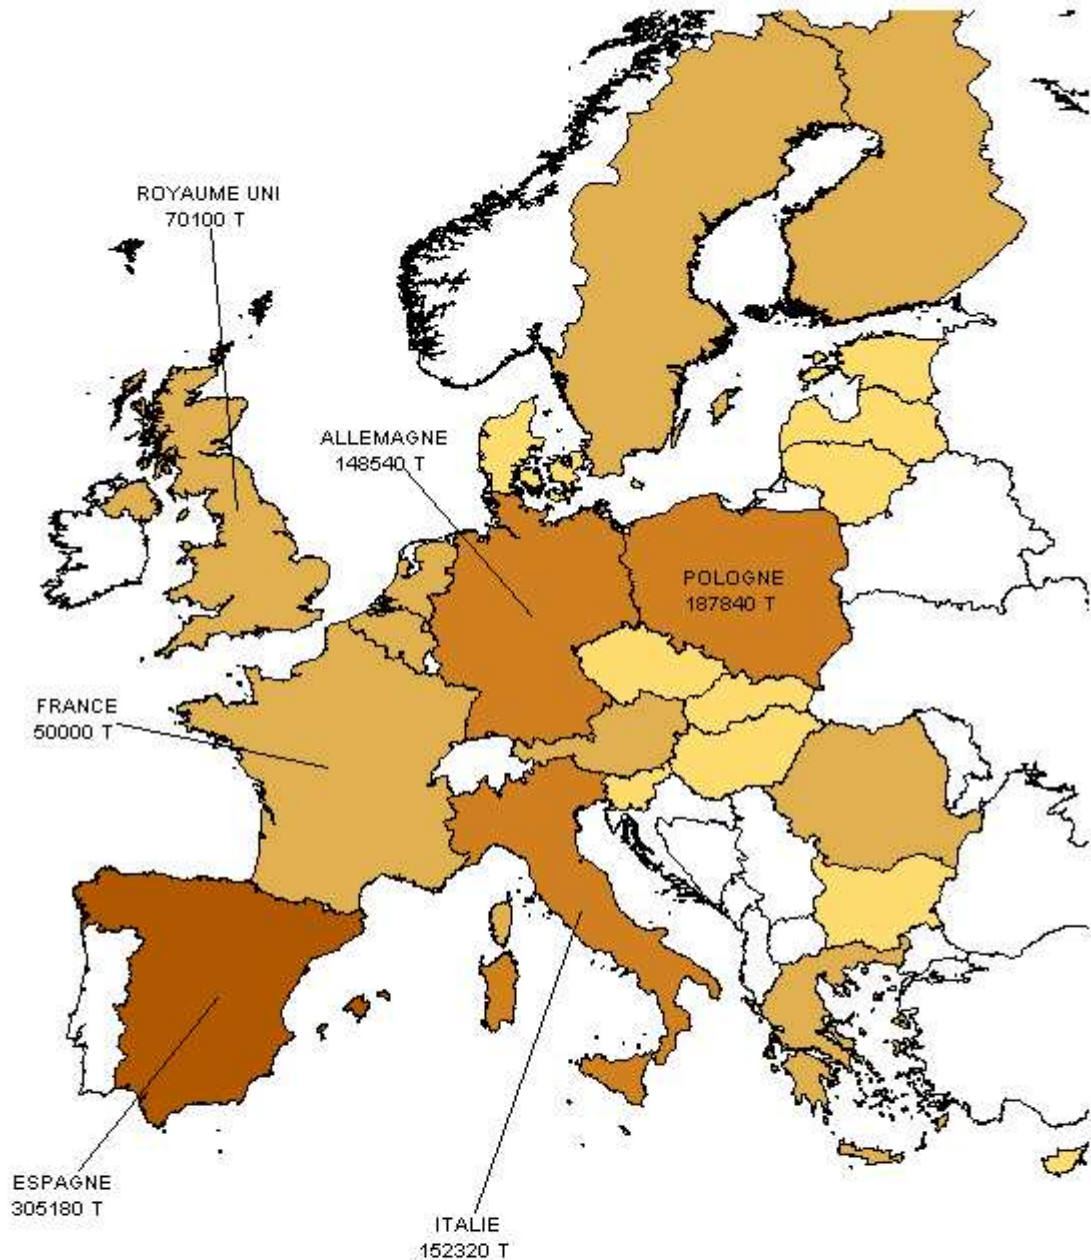 ROYAUME UNI
70100 T
ALLEMAGNE
148540 T
POLOGNE
187840 T
FRANCE
50000 T
ESPAGNE
305180 T
ITALIE
152320 T